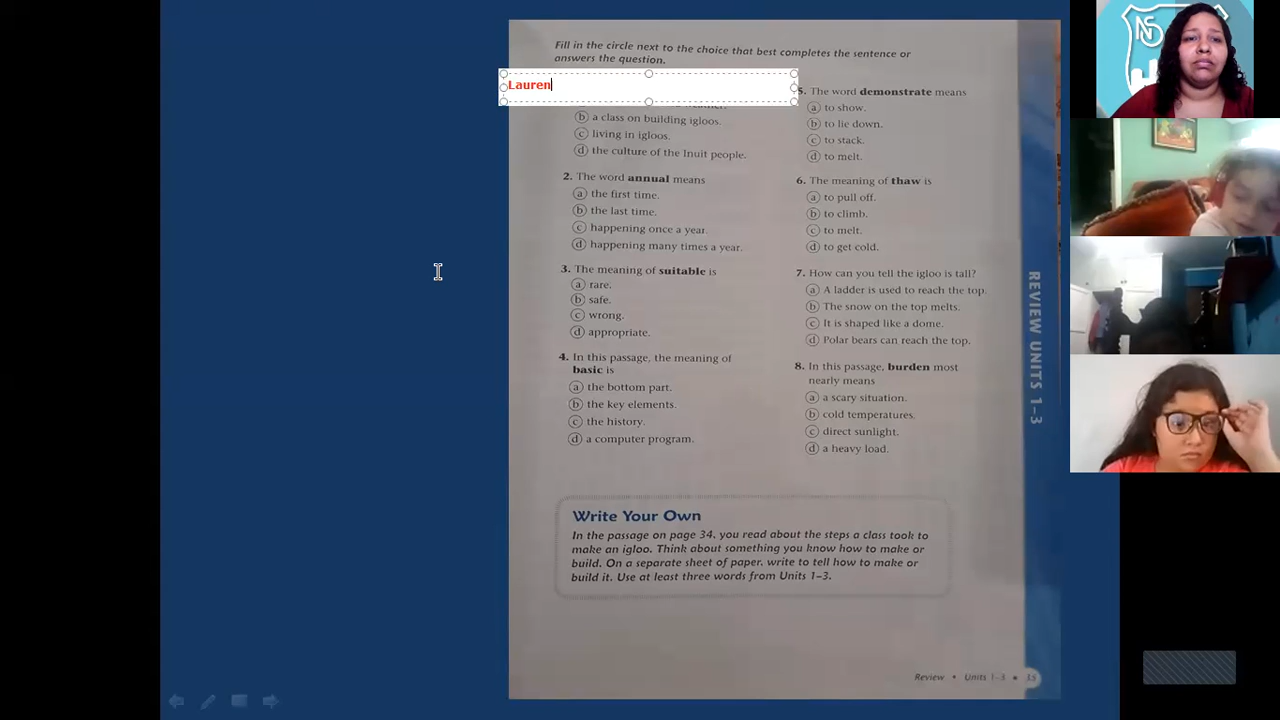 Fill in the circle next to the choice that best completes the sentence or
answers the question.
Lauren
b a class on building igloos.
c living in igloos.
d the culture of the Inuit people.
2. The word annual means
a the first time.
b the last time.
c happening once a year.
d happening many times a year.
3. The meaning of suitable is
a rare.
b safe.
c wrong.
d appropriate.
4. In this passage, the meaning of
basic is
a the bottom part.
b the key elements.
c the history.
d a computer program.
5. The word demonstrate means
a to show.
b to lie down.
c to stack.
d to melt.
6. The meaning of thaw is
a to pull off.
b to climb.
c to melt.
d to get cold.
7. How can you tell the igloo is tall?
a A ladder is used to reach the top.
b The snow on the top melts.
c It is shaped like a dome.
d Polar bears can reach the top.
8. In this passage, burden most
nearly means
a a scary situation.
b cold temperatures.
c direct sunlight.
d a heavy load.
Write Your Own
In the passage on page 34, you read about the steps a class took to
make an igloo. Think about something you know how to make or
build. On a separate sheet of paper, write to tell how to make or
build it. Use at least three words from Units 1–3.
REVIEW UNITS 1–3
Review • Units 1–3 ★ 35
NS